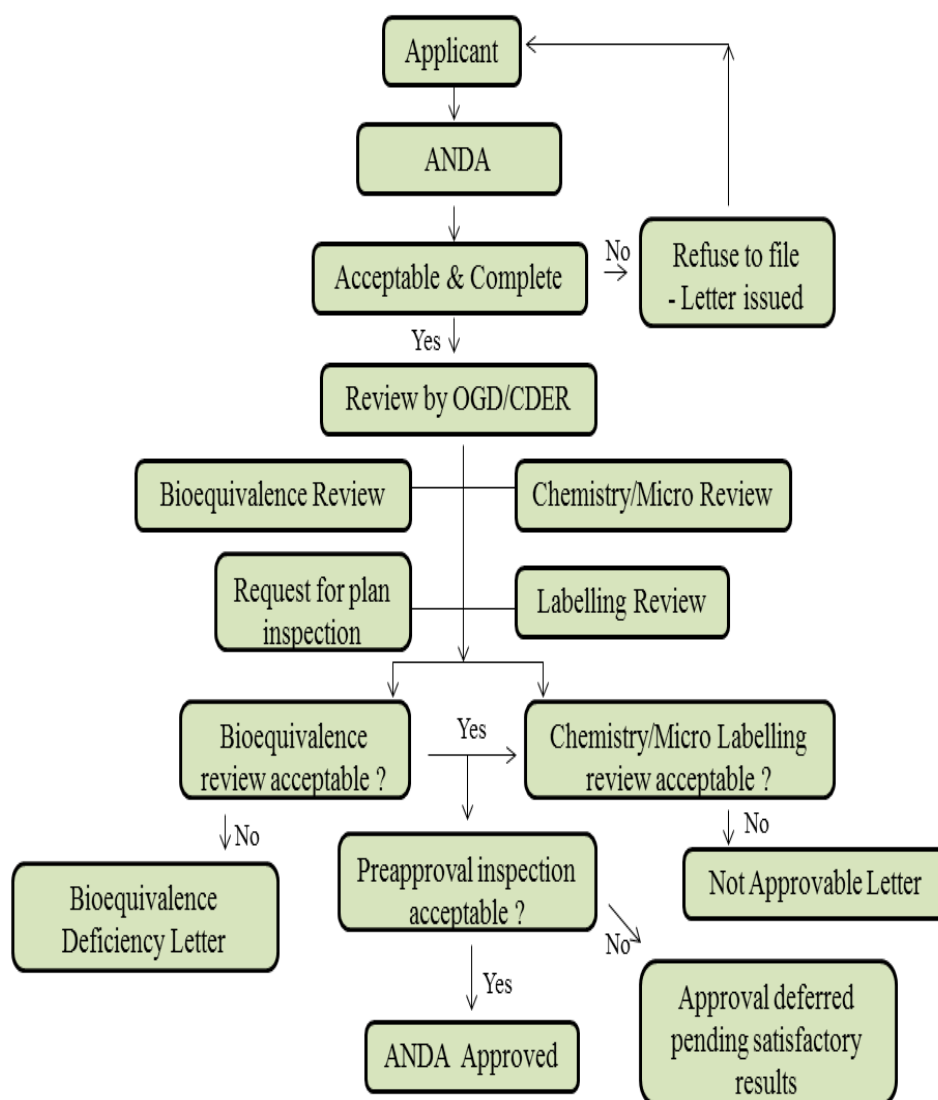 Applicant
ANDA
Acceptable & Complete
No
Refuse to file
- Letter issued
Yes
Review by OGD/CDER
Bioequivalence Review
Chemistry/Micro Review
Request for plan
inspection
Labelling Review
Bioequivalence
review acceptable ?
Yes
Chemistry/Micro Labelling
review acceptable ?
No
Bioequivalence
Deficiency Letter
Preapproval inspection
acceptable ?
No
Not Approvable Letter
No
Yes
Approval deferred
pending satisfactory
results
ANDA Approved